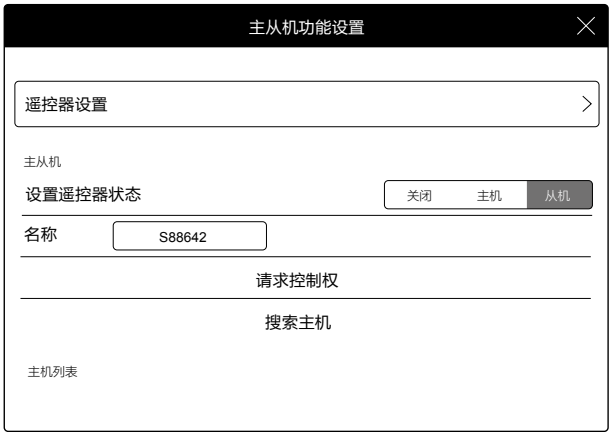 主从机功能设置
遥控器设置
主从机
设置遥控器状态 关闭 主机 从机
名称 S88642
请求控制权
搜索主机
主机列表